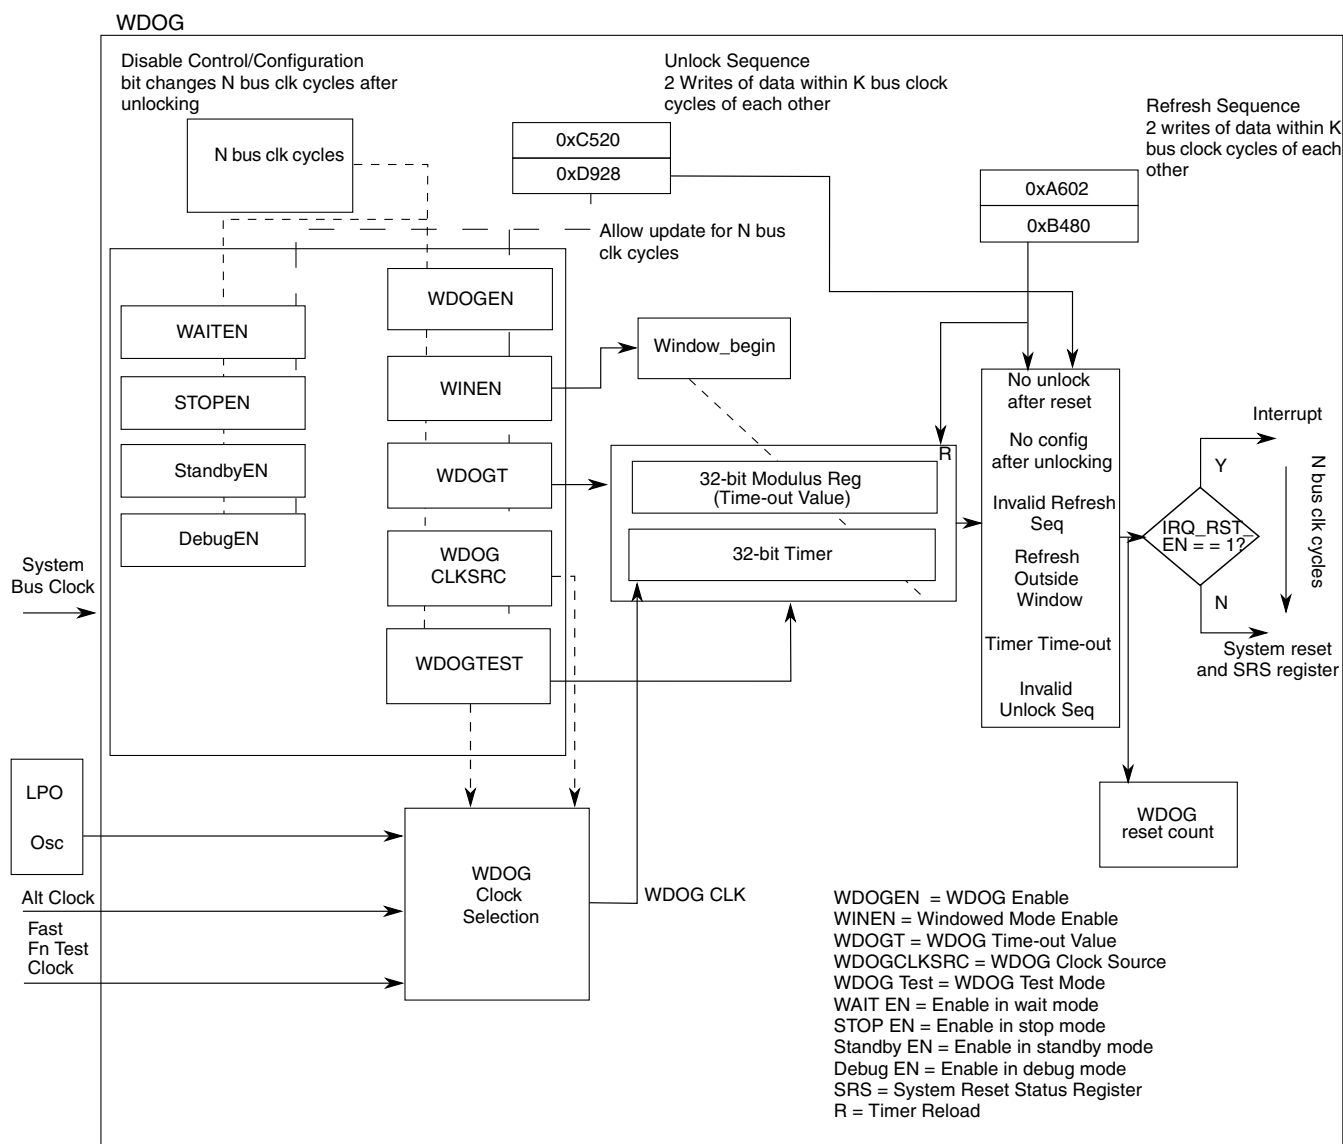 WDOG
Disable Control/Configuration
bit changes N bus clk cycles after
unlocking
N bus clk cycles
Unlock Sequence
2 Writes of data within K bus clock
cycles of each other
0xC520
0xD928
Refresh Sequence
2 writes of data within K
bus clock cycles of each
other
0xA602
0xB480
Allow update for N bus
clk cycles
WAITEN
STOPEN
StandbyEN
DebugEN
WDOGEN
WINEN
WDOGT
WDOG
CLKSRC
WDOGTEST
Window_begin
R
32-bit Modulus Reg
(Time-out Value)
32-bit Timer
No unlock
after reset
No config
after unlocking
Invalid Refresh
Seq
Refresh
Outside
Window
Timer Time-out
Invalid
Unlock Seq
Interrupt
Y
IRQ_RST_
EN = = 1?
N
N bus clk cycles
System reset
and SRS register
System
Bus Clock
LPO
Osc
Alt Clock
Fast
Fn Test
Clock
WDOG
Clock
Selection
WDOG CLK
WDOG
reset count
WDOGEN = WDOG Enable
WINEN = Windowed Mode Enable
WDOGT = WDOG Time-out Value
WDOGCLKSRC = WDOG Clock Source
WDOG Test = WDOG Test Mode
WAIT EN = Enable in wait mode
STOP EN = Enable in stop mode
Standby EN = Enable in standby mode
Debug EN = Enable in debug mode
SRS = System Reset Status Register
R = Timer Reload